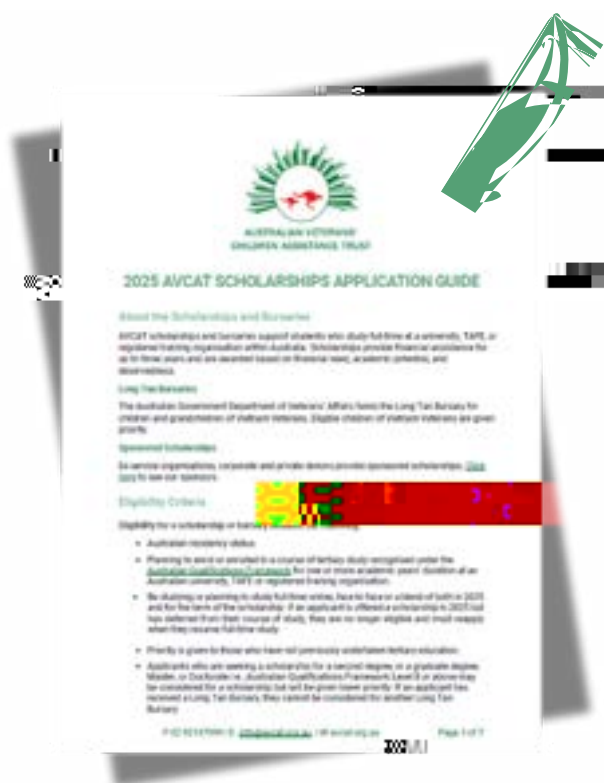 AUSTRALIAN VETERANS'
CHILDREN ASSISTANCE TRUST
2025 AVCAT SCHOLARSHIPS APPLICATION GUIDE
About the Scholarships and Bursaries
AVCAT scholarships and bursaries support students who study full-time at a university, TAFE, or
registered training organisation within Australia. Scholarships provide financial assistance for
up to three years and are awarded based on financial need, academic potential, and
deservedness.
Long Tan Bursaries
The Australian Government Department of Veterans' Affairs funds the Long Tan Bursary for
children and grandchildren of Vietnam Veterans. Eligible children of Vietnam Veterans are given
priority.
Sponsored Scholarships
Ex-service organisations, corporate and private donors provide sponsored scholarships. Click
here to see our sponsors.
Eligibility Criteria
Eligibility for a scholarship or bursary
Australian residency status
Planning to enrol or enrolled in a course of tertiary study recognised under the
Australian Qualifications Framework for one or more academic years' duration at an
Australian university, TAFE or registered training organisation.
Be studying or planning to study full-time online, face to face or a blend of both in 2025
and for the term of the scholarship. If an applicant is offered a scholarship in 2025 but
has deferred from their course of study, they are no longer eligible and must reapply
when they resume full-time study.
Priority is given to those who have not previously undertaken tertiary education.
Applicants who are seeking a scholarship for a second degree, or a graduate degree,
Master, or Doctorate i.e. Australian Qualifications Framework Level 8 or above may
be considered for a scholarship but will be given lower priority. If an applicant has
received a Long Tan Bursary, they cannot be considered for another Long Tan
Bursary.
Page 1 of 7